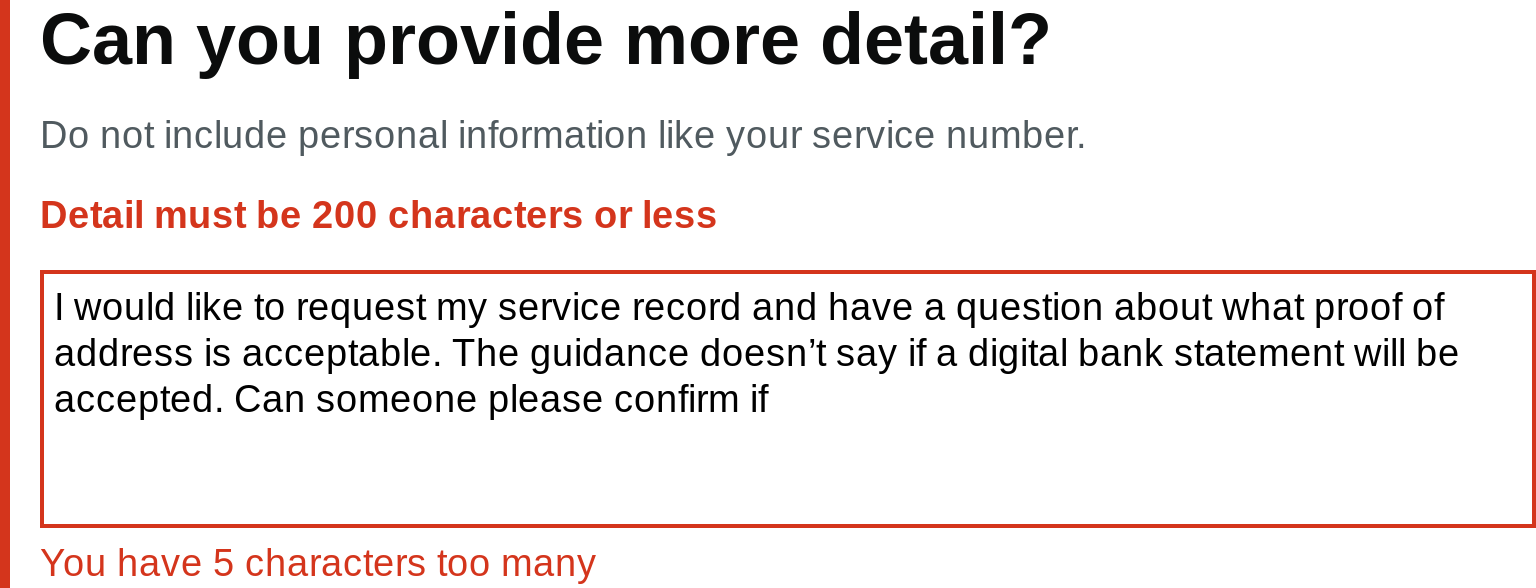 Can you provide more detail?
Do not include personal information like your service number.
Detail must be 200 characters or less
I would like to request my service record and have a question about what proof of
address is acceptable. The guidance doesn’t say if a digital bank statement will be
accepted. Can someone please confirm if
You have 5 characters too many